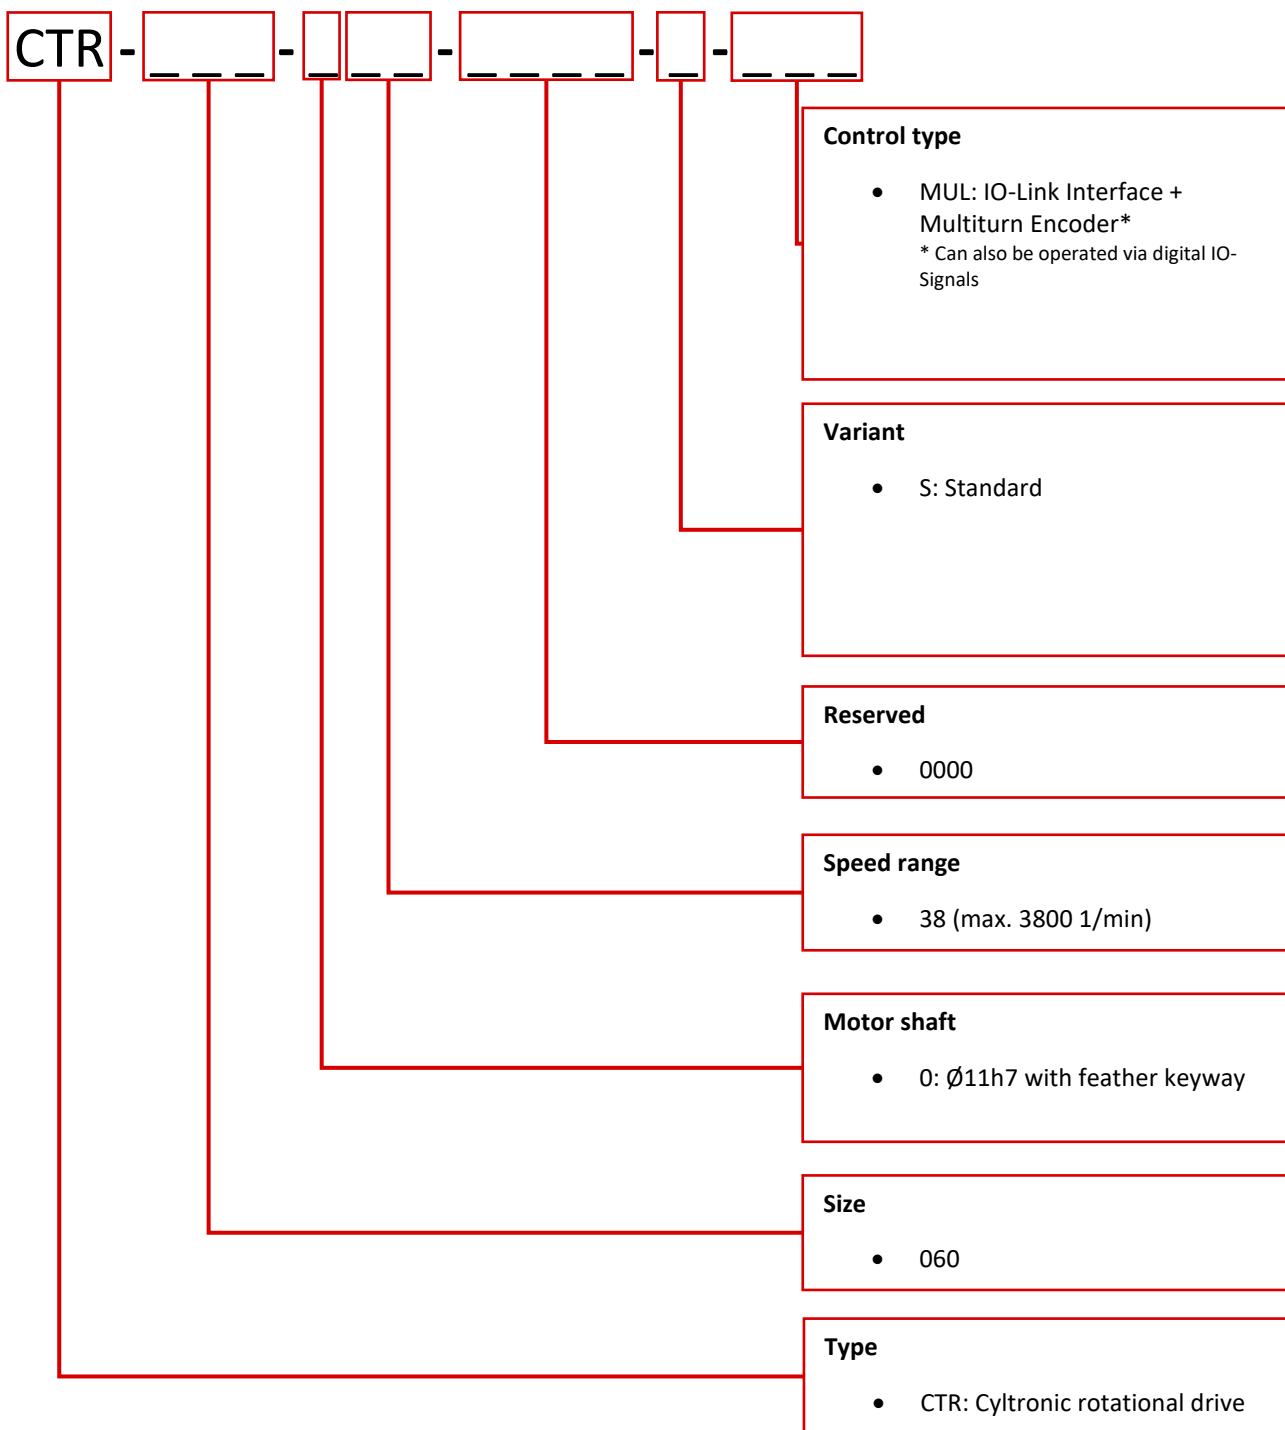 CTR - _ _ _ - _ _ _ - _ _ _ _ - _ - _ _ _
Control type
• MUL: IO-Link Interface +
Multiturn Encoder*
* Can also be operated via digital IO-
Signals
Variant
• S: Standard
Reserved
• 0000
Speed range
• 38 (max. 3800 1/min)
Motor shaft
• 0: Ø11h7 with feather keyway
Size
• 060
Type
• CTR: Cyltronic rotational drive